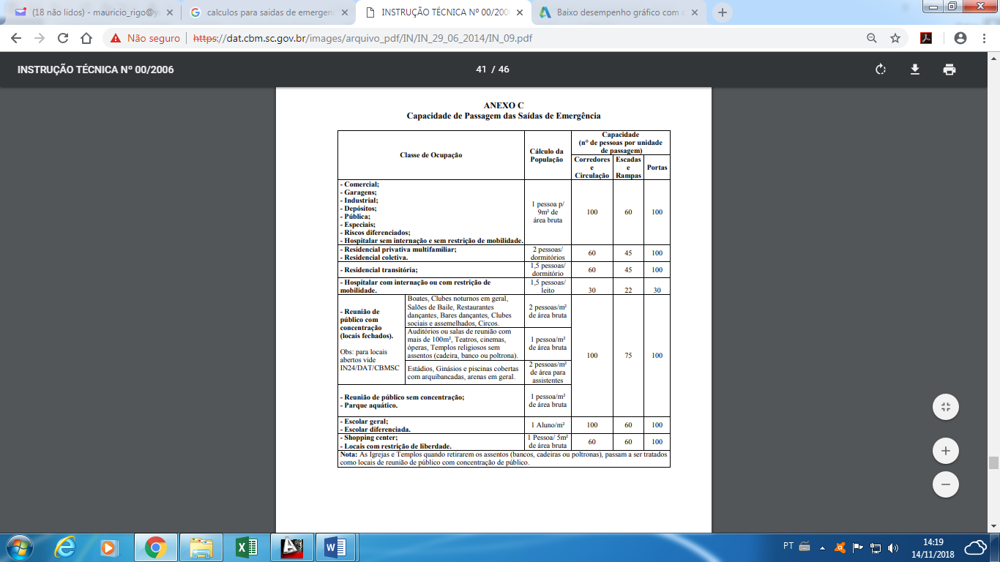 (18 não lidos) - mauricio_rigo@y
calculos para saidas de emergenc
INSTRUÇÃO TÉCNICA Nº 00/200
Baixo desempenho gráfico com c
Não seguro
https://dat.cbm.sc.gov.br/images/arquivo_pdf/IN/IN_29_06_2014/IN_09.pdf
INSTRUÇÃO TÉCNICA Nº 00/2006
41 / 46
ANEXO C
Capacidade de Passagem das Saídas de Emergência
Classe de Ocupação
Cálculo da
População
Capacidade
(n° de pessoas por unidade
de passagem)
Corredores
e
Circulação
Escadas
e
Rampas
Portas
- Comercial;
- Garagens;
- Industrial;
- Depósitos;
- Pública;
- Especiais;
- Riscos diferenciados;
- Hospitalar sem internação e sem restrição de mobilidade.
1 pessoa p/
9m² de
área bruta
100
60
100
- Residencial privativa multifamiliar;
- Residencial coletiva.
2 pessoas/
dormitórios
60
45
100
- Residencial transitória;
1,5 pessoas/
dormitório
60
45
100
- Hospitalar com internação ou com restrição de
mobilidade.
1,5 pessoas/
leito
30
22
30
- Reunião de
público com
concentração
(locais fechados).
Obs: para locais
abertos vide
IN24/DAT/CBMSC
Boates, Clubes noturnos em geral,
Salões de Baile, Restaurantes
dançantes, Bares dançantes, Clubes
sociais e assemelhados, Circos.
2 pessoas/m²
de área bruta
Auditórios ou salas de reunião com
mais de 100m², Teatros, cinemas,
óperas, Templos religiosos sem
assentos (cadeira, banco ou poltrona).
1 pessoa/m²
de área bruta
Estádios, Ginásios e piscinas cobertas
com arquibancadas, arenas em geral.
2 pessoas/m²
de área para
assistentes
100
75
100
- Reunião de público sem concentração;
- Parque aquático.
1 pessoa/m²
de área bruta
- Escolar geral;
- Escolar diferenciada.
1 Aluno/m²
100
60
100
- Shopping center;
- Locais com restrição de liberdade.
1 Pessoa/ 5m²
de área bruta
60
60
100
Nota: As Igrejas e Templos quando retirarem os assentos (bancos, cadeiras ou poltronas), passam a ser tratados
como locais de reunião de público com concentração de público.
PT
14:19
14/11/2018